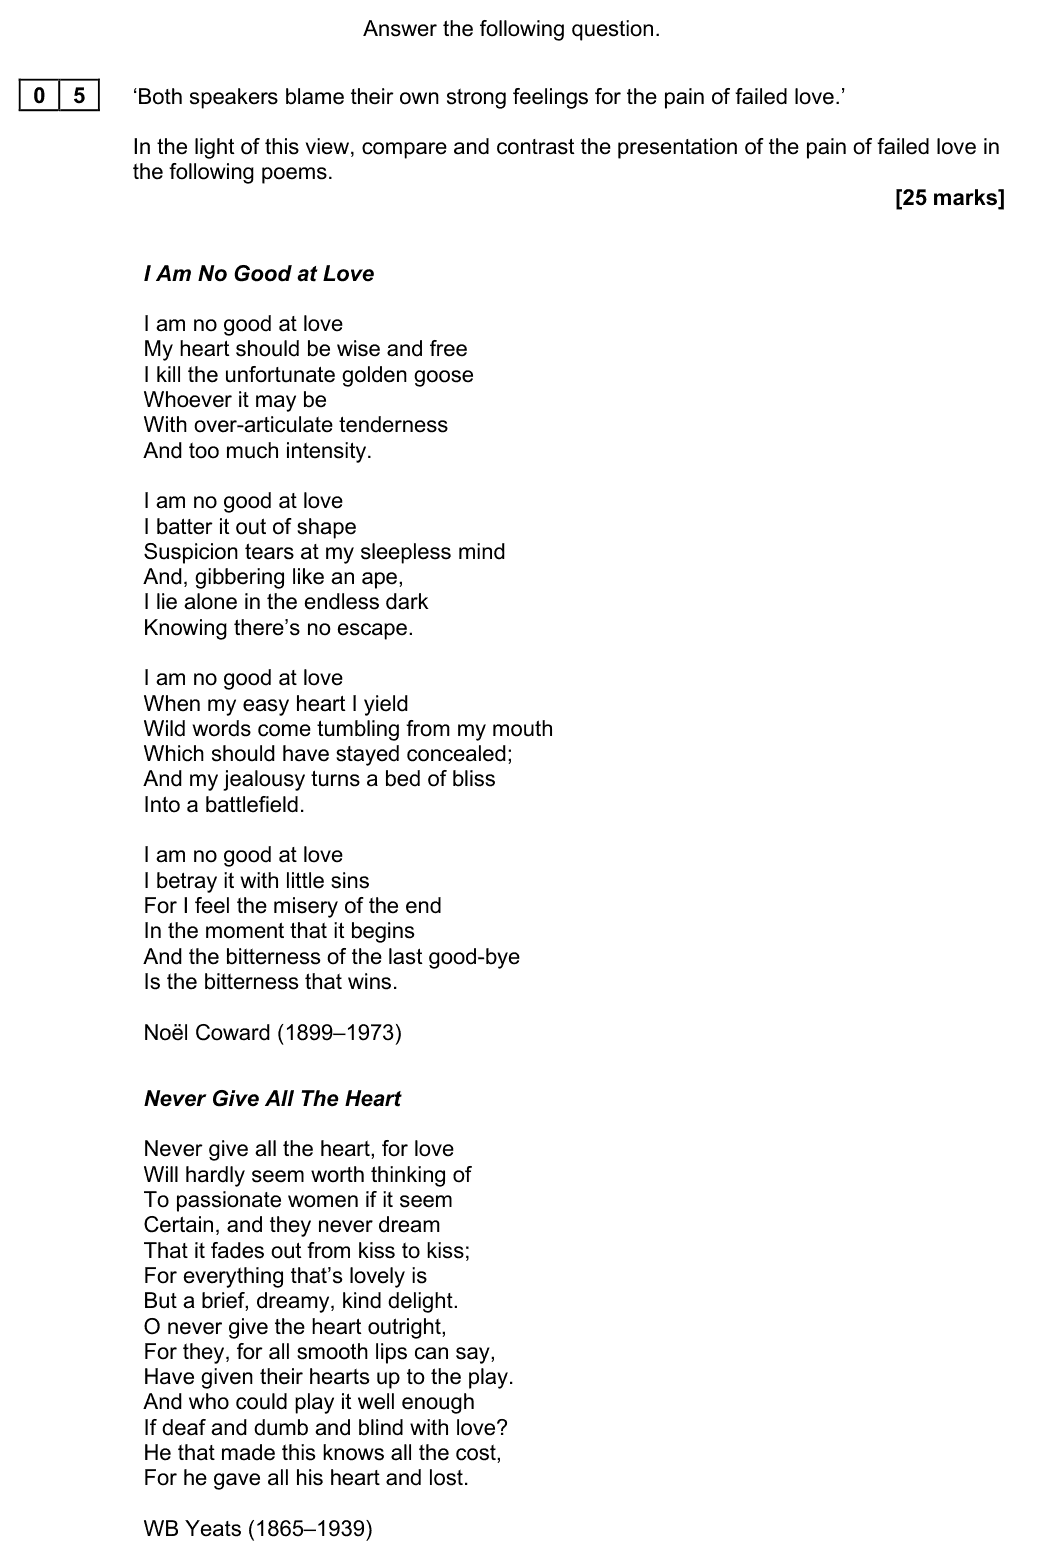 Answer the following question.
0 5 ‘Both speakers blame their own strong feelings for the pain of failed love.’
In the light of this view, compare and contrast the presentation of the pain of failed love in
the following poems.
[25 marks]
I Am No Good at Love
I am no good at love
My heart should be wise and free
I kill the unfortunate golden goose
Whoever it may be
With over-articulate tenderness
And too much intensity.
I am no good at love
I batter it out of shape
Suspicion tears at my sleepless mind
And, gibbering like an ape,
I lie alone in the endless dark
Knowing there’s no escape.
I am no good at love
When my easy heart I yield
Wild words come tumbling from my mouth
Which should have stayed concealed;
And my jealousy turns a bed of bliss
Into a battlefield.
I am no good at love
I betray it with little sins
For I feel the misery of the end
In the moment that it begins
And the bitterness of the last good-bye
Is the bitterness that wins.
Noël Coward (1899–1973)
Never Give All The Heart
Never give all the heart, for love
Will hardly seem worth thinking of
To passionate women if it seem
Certain, and they never dream
That it fades out from kiss to kiss;
For everything that’s lovely is
But a brief, dreamy, kind delight.
O never give the heart outright,
For they, for all smooth lips can say,
Have given their hearts up to the play.
And who could play it well enough
If deaf and dumb and blind with love?
He that made this knows all the cost,
For he gave all his heart and lost.
WB Yeats (1865–1939)